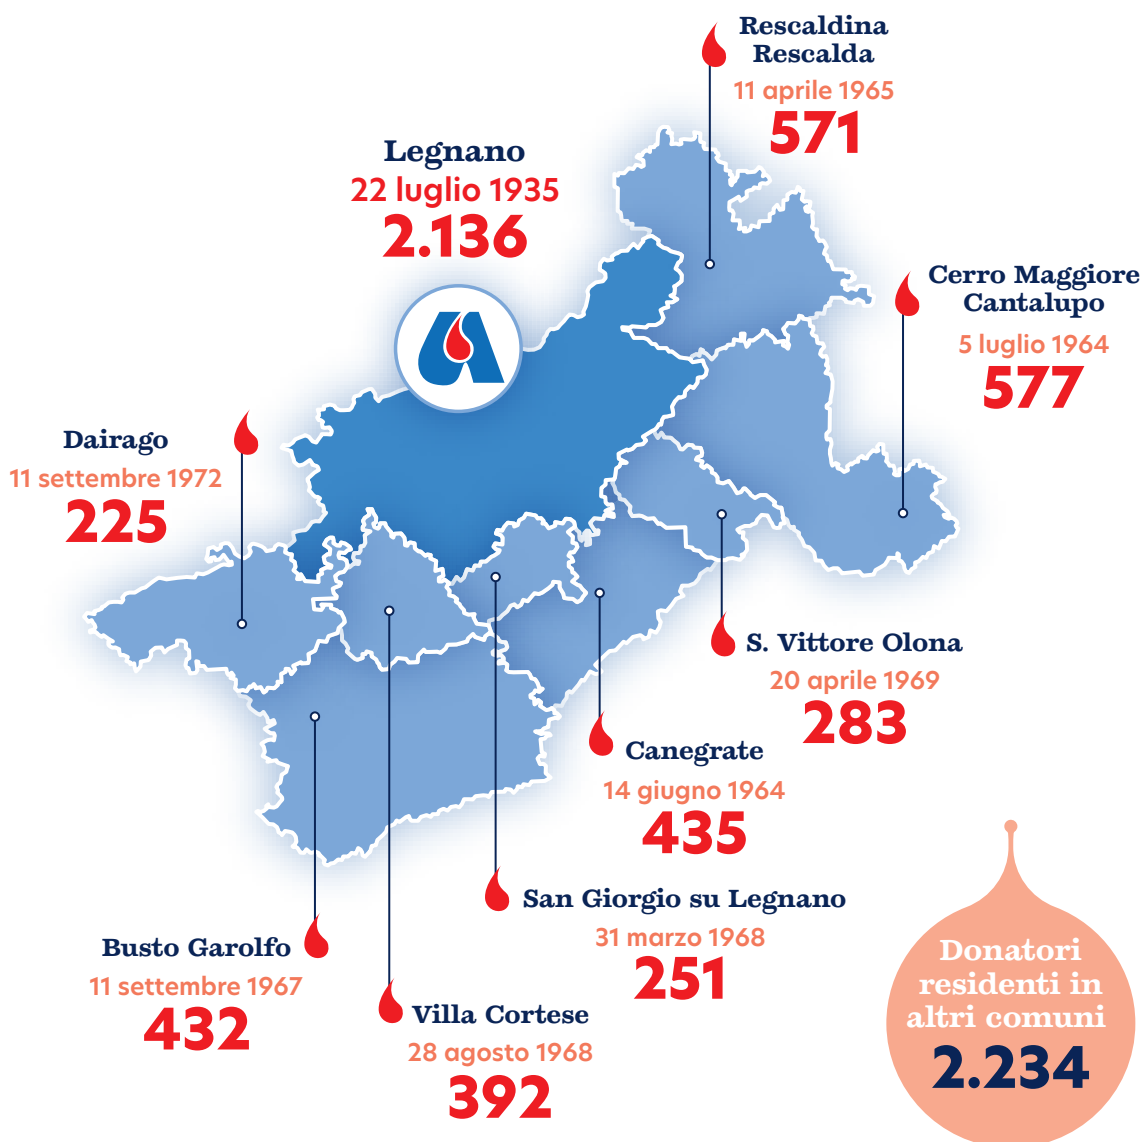 Rescaldina
Rescalda
11 aprile 1965
571
Legnano
22 luglio 1935
2.136
Cerro Maggiore
Cantalupo
5 luglio 1964
577
Dairago
11 settembre 1972
225
S. Vittore Olona
20 aprile 1969
283
Canegrate
14 giugno 1964
435
San Giorgio su Legnano
31 marzo 1968
251
Busto Garolfo
11 settembre 1967
432
Villa Cortese
28 agosto 1968
392
Donatori
residenti in
altri comuni
2.234